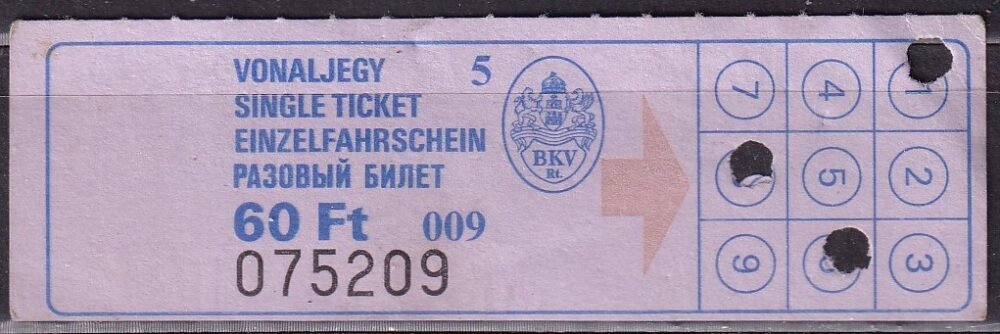 VONALJEGY 5
SINGLE TICKET
EINZELFAHRSCHEIN
РАЗОВЫЙ БИЛЕТ
60 Ft 009
075209
BKV
Rt.
7 4 1
5 2
9 3